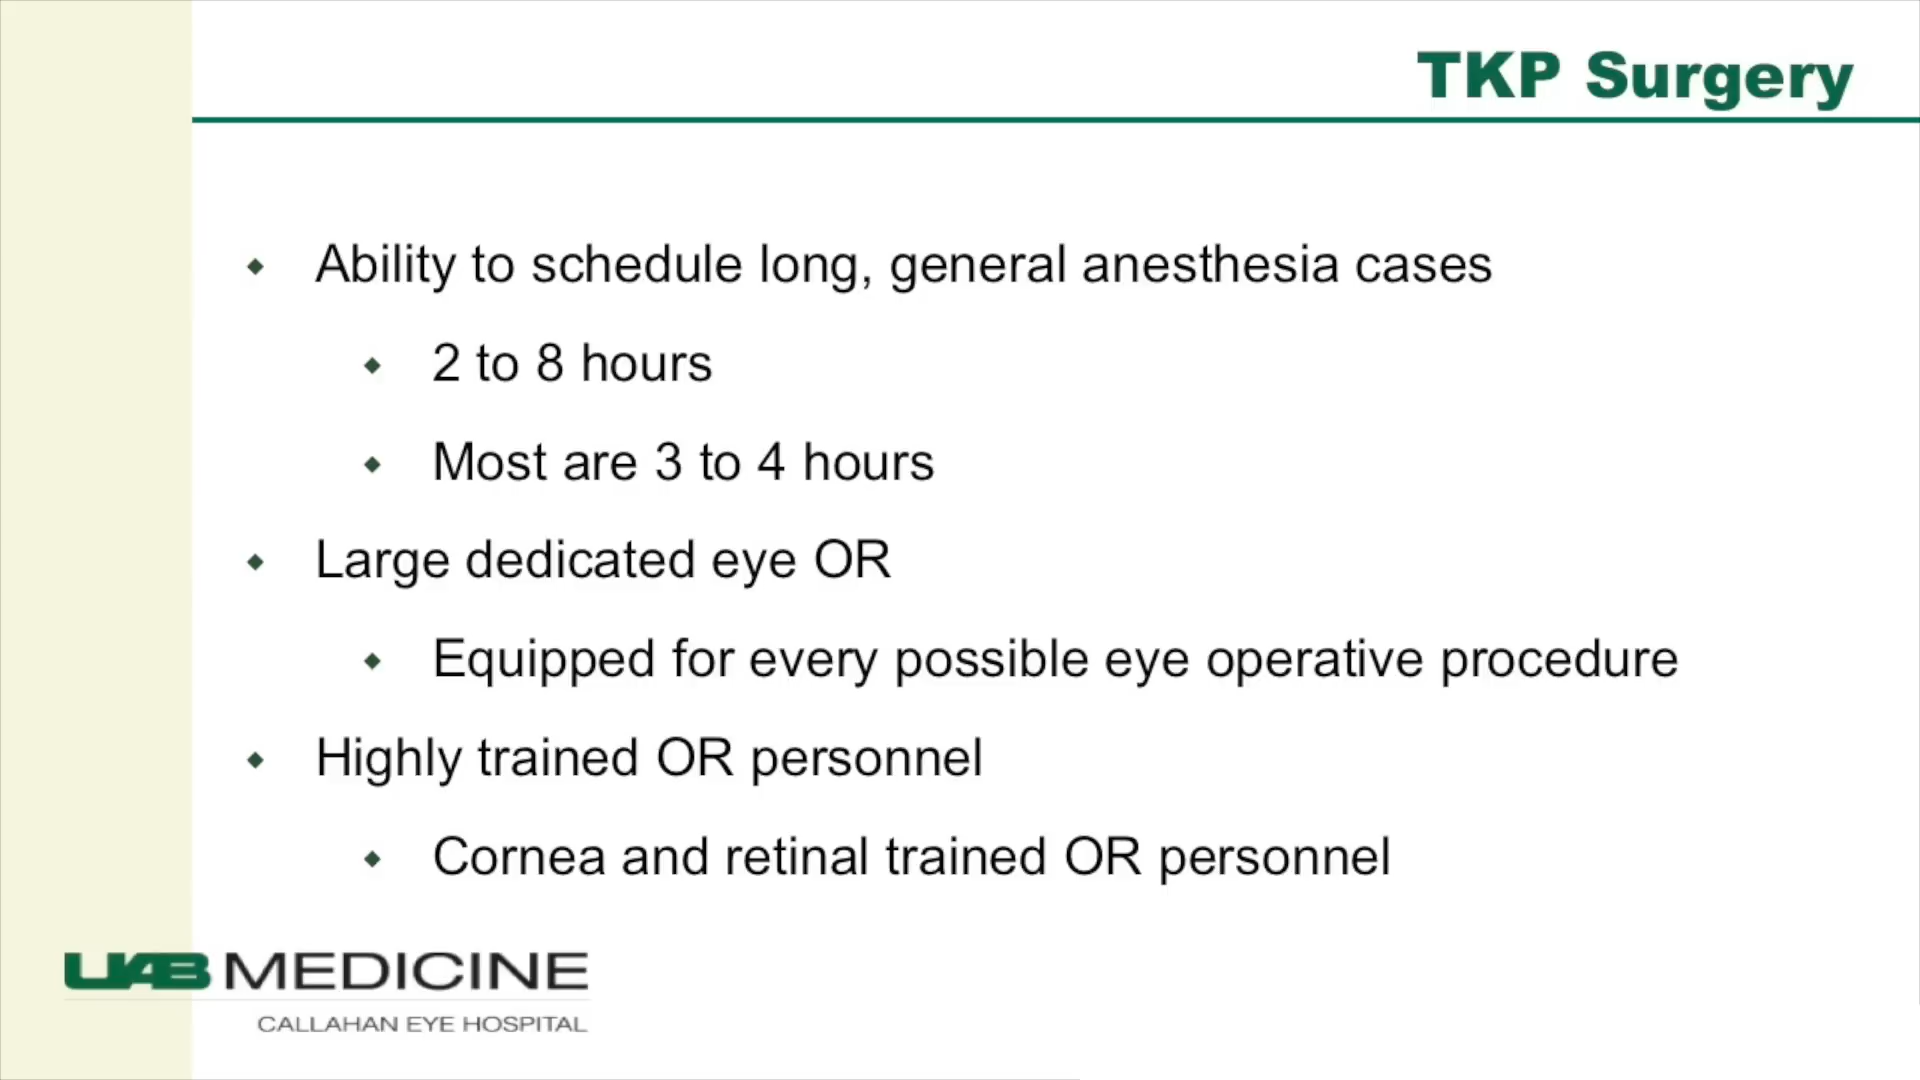 TKP Surgery
Ability to schedule long, general anesthesia cases
2 to 8 hours
Most are 3 to 4 hours
Large dedicated eye OR
Equipped for every possible eye operative procedure
Highly trained OR personnel
Cornea and retinal trained OR personnel
UAB MEDICINE
CALLAHAN EYE HOSPITAL